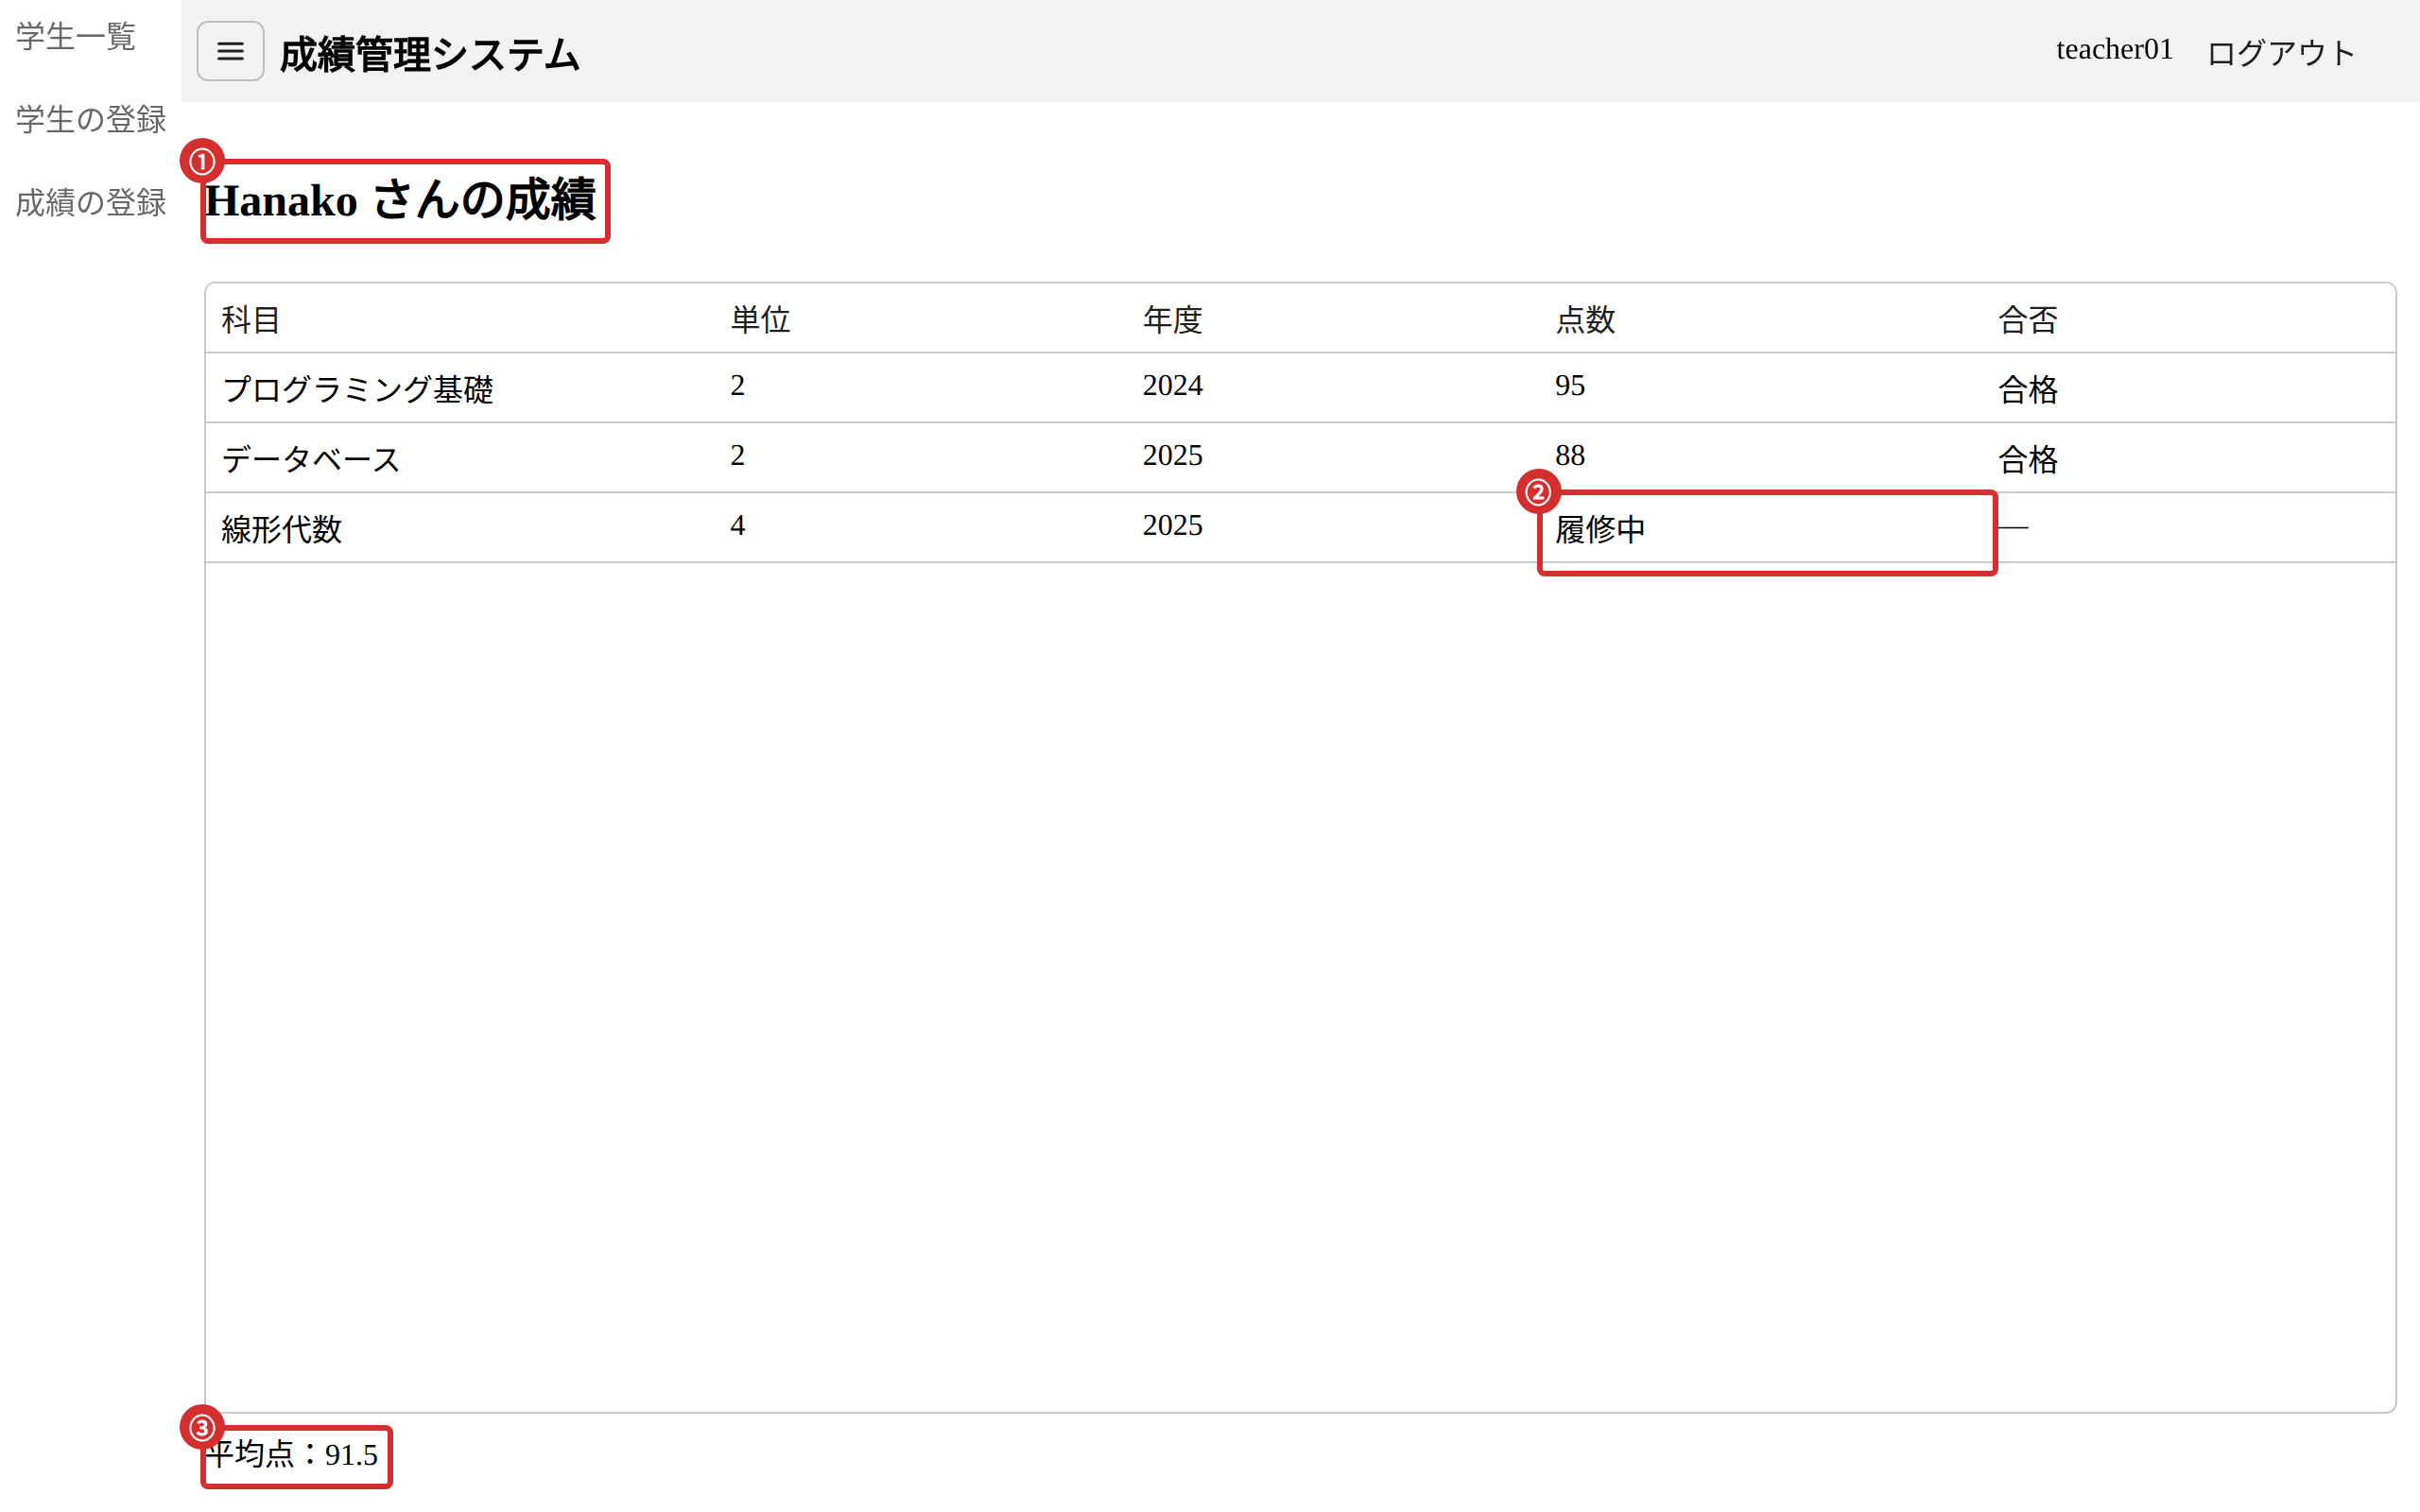 学生一覧
学生の登録
成績の登録
成績管理システム
teacher01 ログアウト
①
Hanako さんの成績
科目 単位 年度 点数 合否
プログラミング基礎 2 2024 95 合格
データベース 2 2025 88 合格
②
線形代数 4 2025 履修中 —
③
平均点：91.5